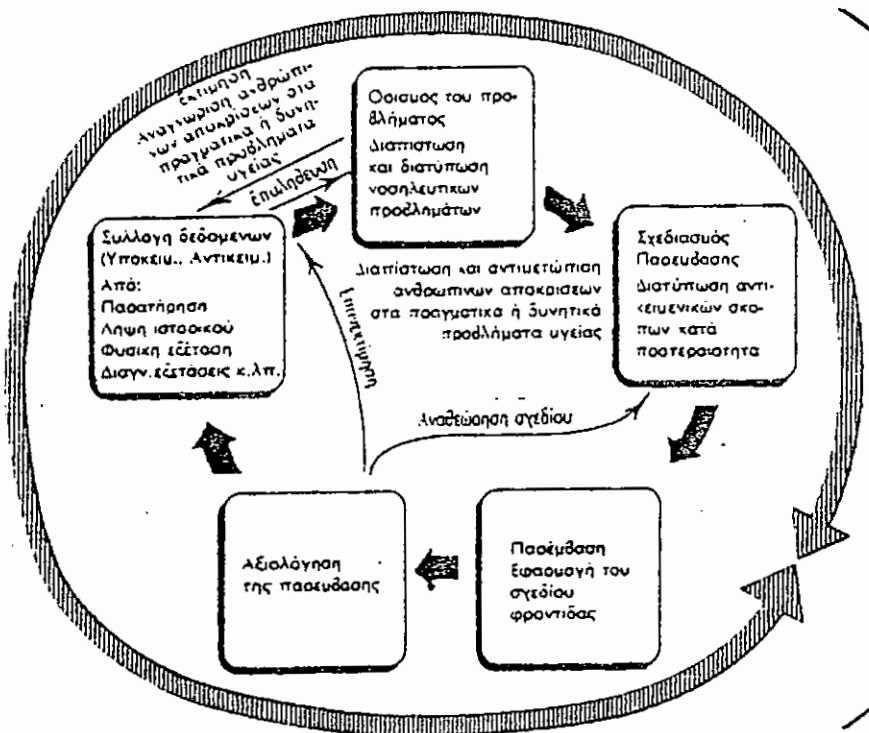 Εκτίμηση
Αναγνώριση ανθρώπι-
νων αποκρίσεων στα
πραγματικά ή δυνη-
τικά προβλήματα
υγείας
Επαλήθευση
Ορισμός του προ-
βλήματος
Διαπίστωση
και διατύπωση
νοσηλευτικών
προβλημάτων
Συλλογή δεδομένων
(Υποκειμ., Αντικειμ.)
Από:
Παρατήρηση
Λήψη ιστορικού
Φυσική εξέταση
Διαγν. εξετάσεις κ.λπ.
Διαπίστωση και αντιμετώπιση
ανθρωπίνων αποκρίσεων
στα πραγματικά ή δυνητικά
προβλήματα υγείας
Σχεδιασμός
Παρέμβασης
Διατύπωση αντι-
κειμενικών σκο-
πών κατά
προτεραιότητα
Επανεκτίμηση
Αναθεώρηση σχεδίου
Αξιολόγηση
της παρέμβασης
Παρέμβαση
Εφαρμογή του
σχεδίου
φροντίδας